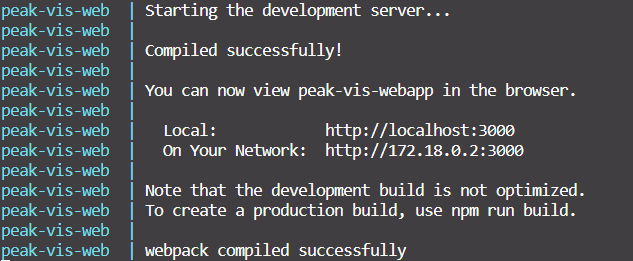 peak-vis-web | Starting the development server...
peak-vis-web |
peak-vis-web | Compiled successfully!
peak-vis-web |
peak-vis-web | You can now view peak-vis-webapp in the browser.
peak-vis-web |
peak-vis-web |   Local:            http://localhost:3000
peak-vis-web |   On Your Network:  http://172.18.0.2:3000
peak-vis-web |
peak-vis-web | Note that the development build is not optimized.
peak-vis-web | To create a production build, use npm run build.
peak-vis-web |
peak-vis-web | webpack compiled successfully